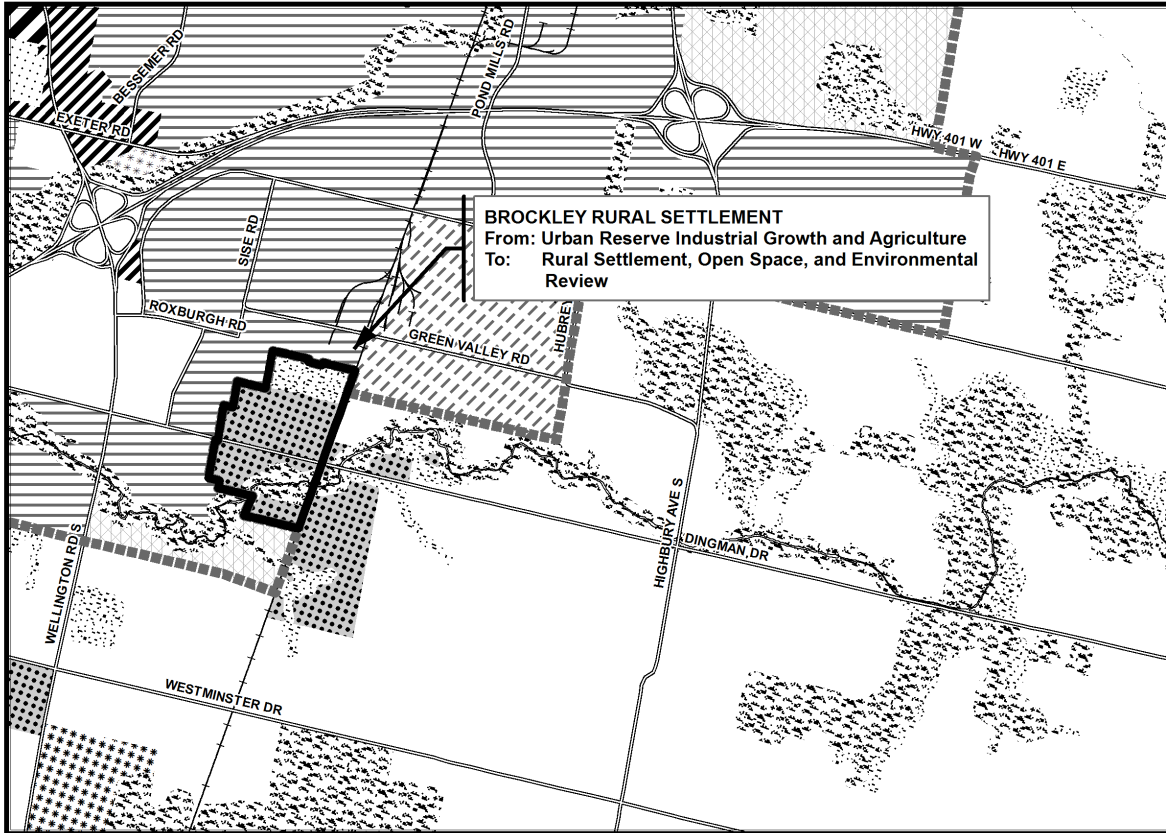 BESSEMER RD
POND MILLS RD
EXETER RD
HWY 401 W
HWY 401 E
BROCKLEY RURAL SETTLEMENT
From: Urban Reserve Industrial Growth and Agriculture
To: Rural Settlement, Open Space, and Environmental
Review
SISE RD
ROXBURGH RD
GREEN VALLEY RD
HUBREY
HIGHBURY AVE S
DINGMAN DR
WELLINGTON RD S
WESTMINSTER DR